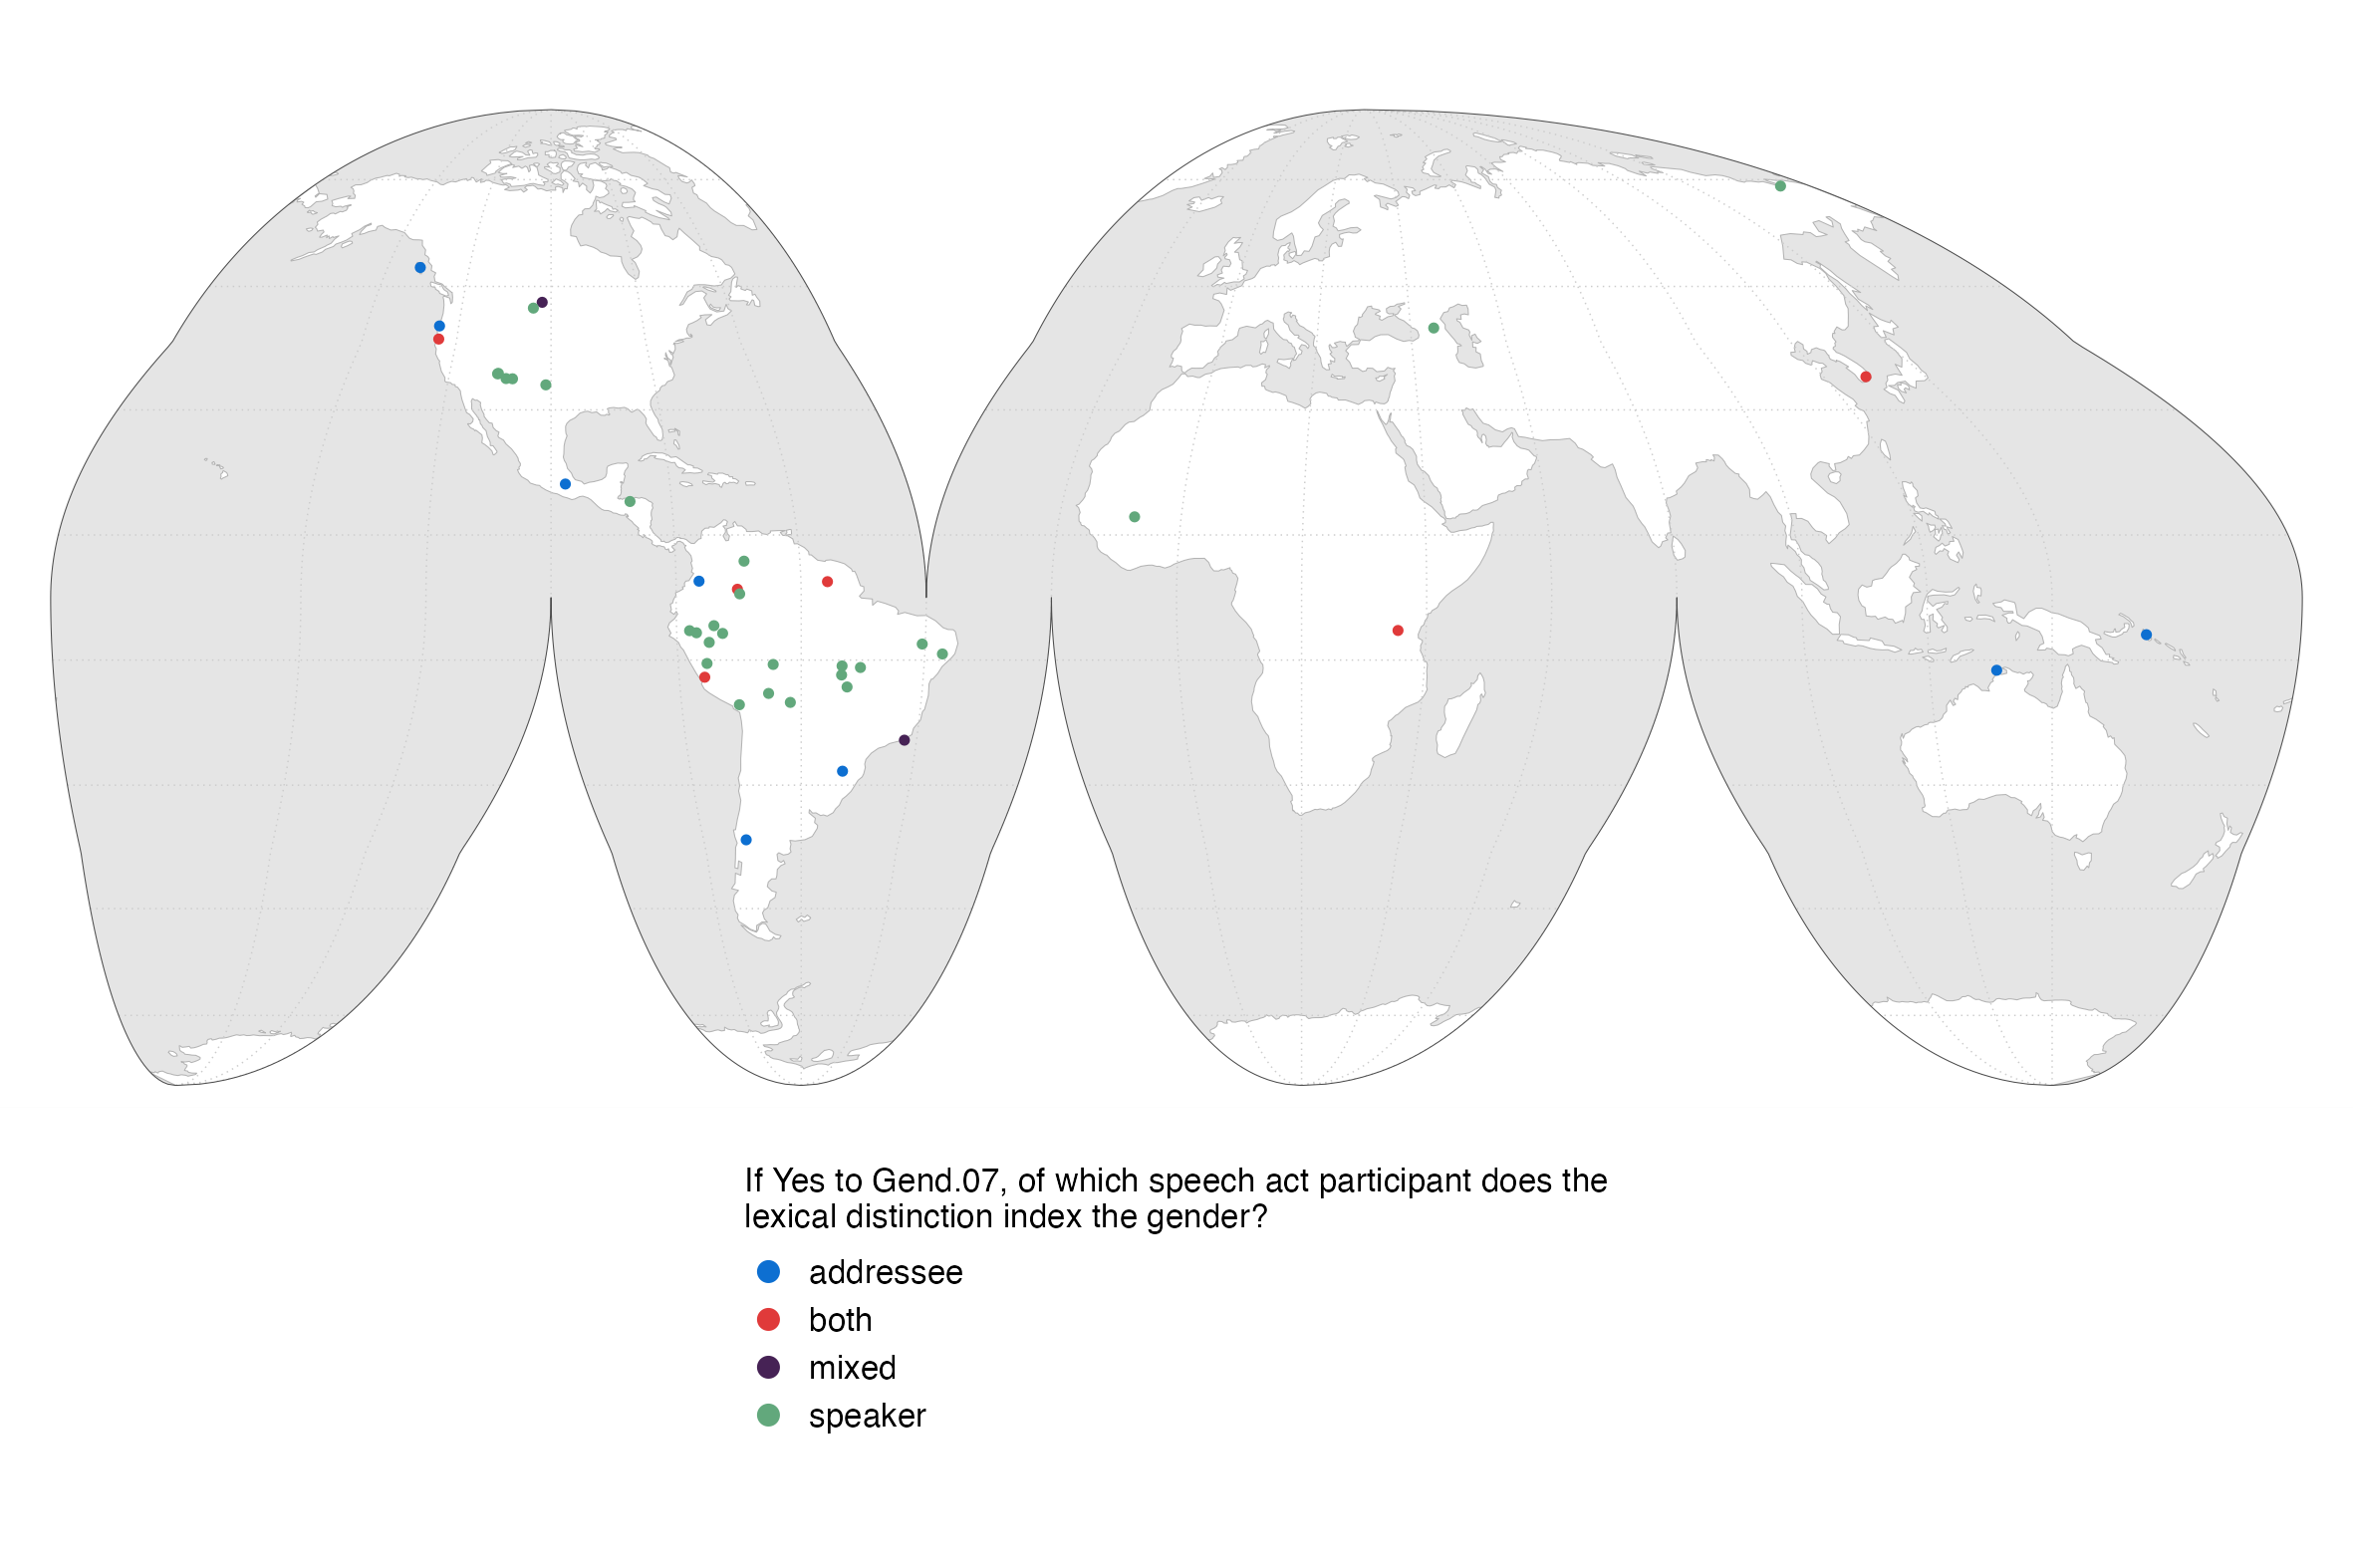 If Yes to Gend.07, of which speech act participant does the
lexical distinction index the gender?
addressee
both
mixed
speaker